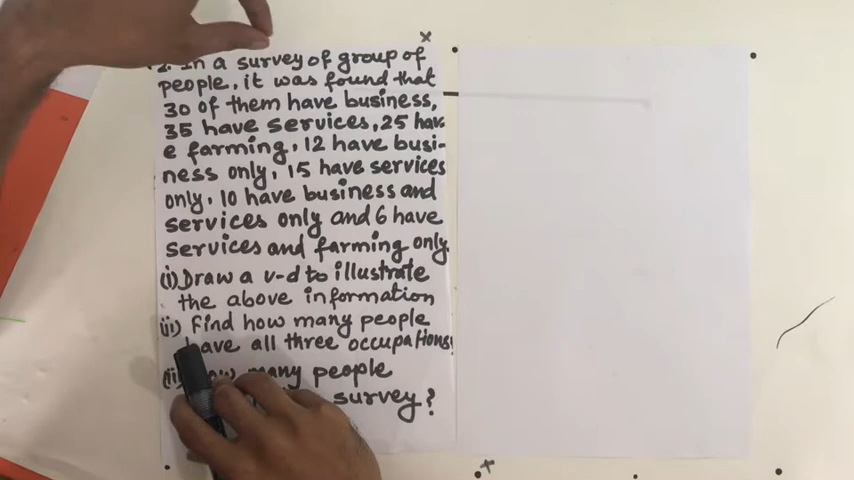 2. In a survey of group of
people, it was found that
30 of them have business,
35 have services, 25 hav
e farming, 12 have busi-
ness only, 15 have services
only, 10 have business and
services only and 6 have
services and farming only.
(i) Draw a v-d to illustrate
the above information
(ii) Find how many people
have all three occupations?
How many people
survey?